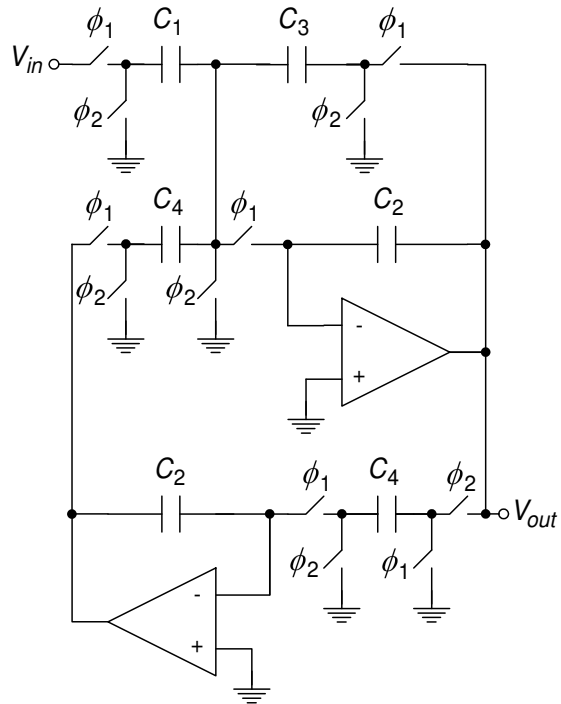 ϕ1 C1 C3 ϕ1
Vin
ϕ2 ϕ2
ϕ1 C4 ϕ1 C2
ϕ2 ϕ2
-
+
C2 ϕ1 C4 ϕ2
Vout
ϕ2 ϕ1
-
+